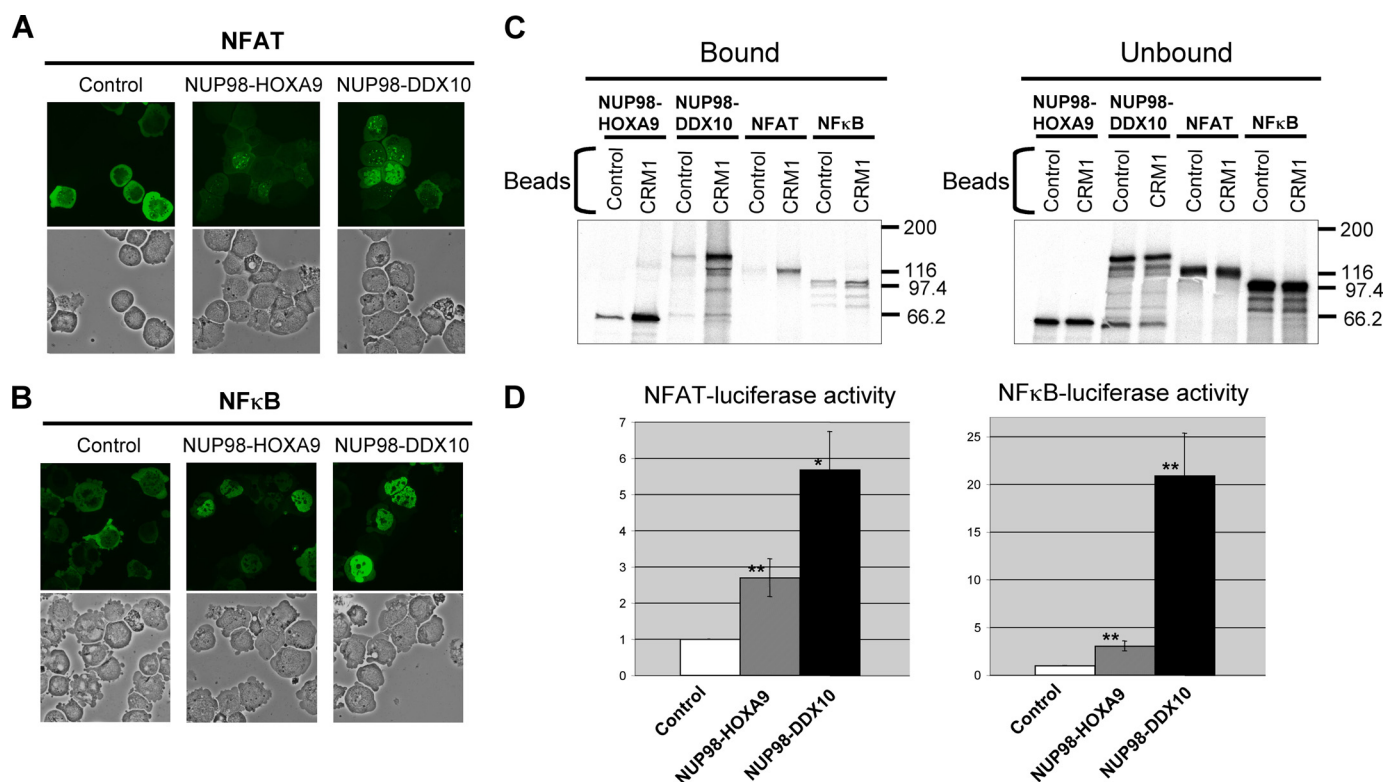 A
NFAT
Control NUP98-HOXA9 NUP98-DDX10
B
NFκB
Control NUP98-HOXA9 NUP98-DDX10
C
Bound
NUP98-HOXA9 NUP98-DDX10 NFAT NFκB
Beads
Control CRM1 Control CRM1 Control CRM1 Control CRM1
200
116
97.4
66.2
Unbound
NUP98-HOXA9 NUP98-DDX10 NFAT NFκB
Beads
Control CRM1 Control CRM1 Control CRM1 Control CRM1
200
116
97.4
66.2
D
NFAT-luciferase activity
7
6
5
4
3
2
1
0
**
*
Control NUP98-HOXA9 NUP98-DDX10
NFκB-luciferase activity
25
20
15
10
5
0
**
**
Control NUP98-HOXA9 NUP98-DDX10